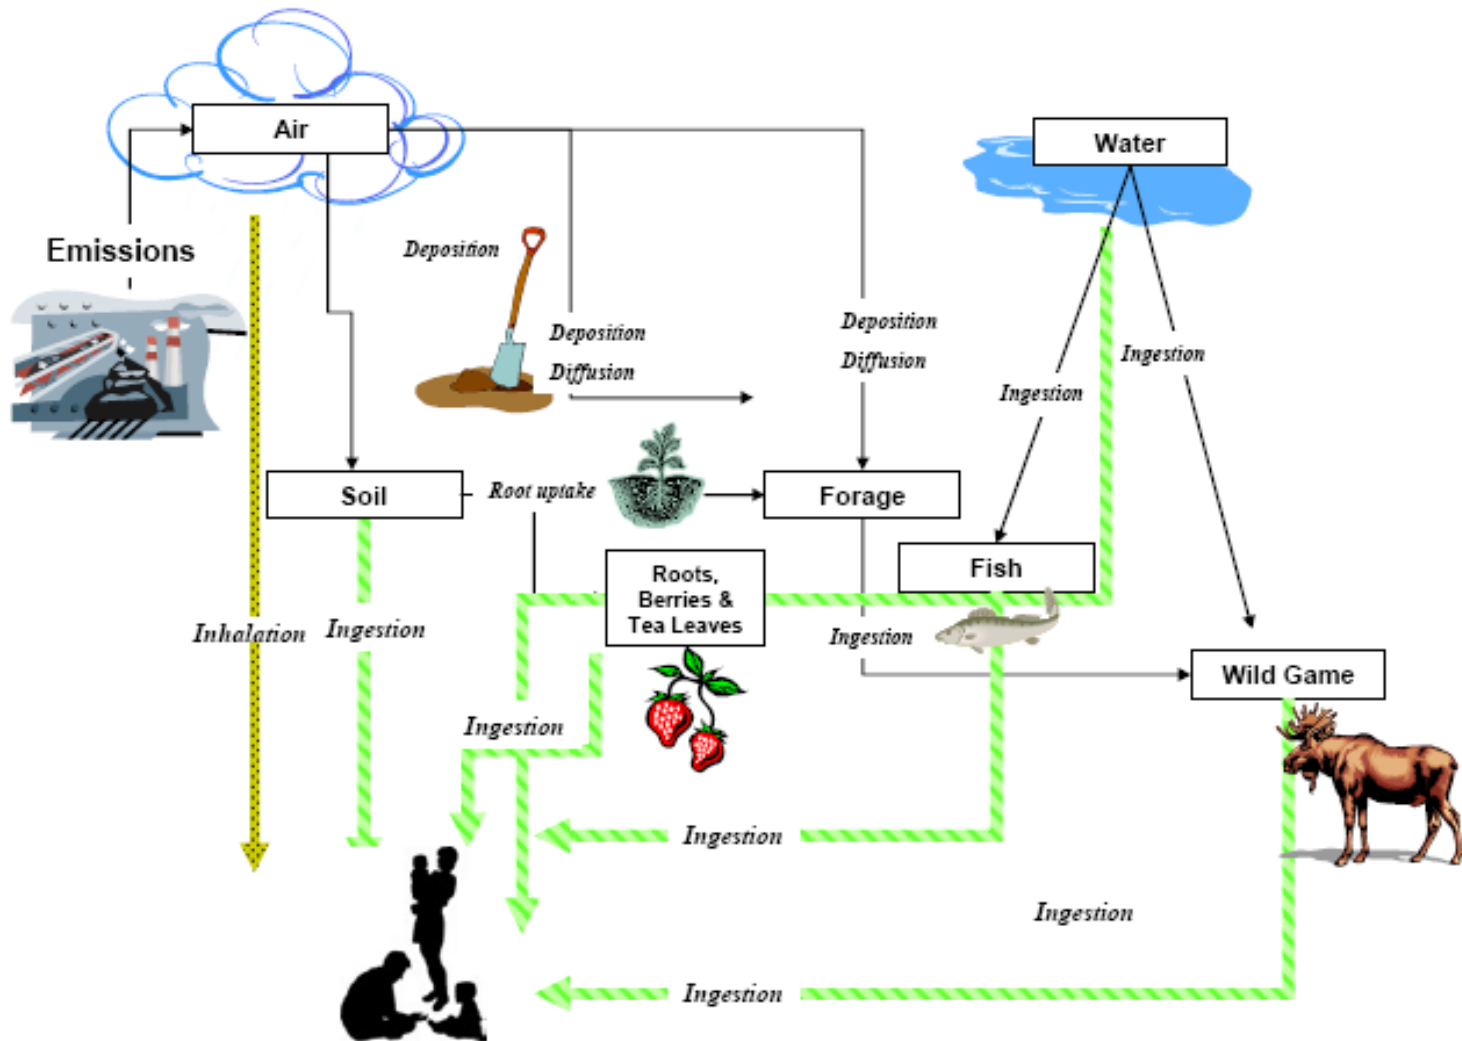 Air
Water
Emissions
Deposition
Deposition
Diffusion
Deposition
Diffusion
Ingestion
Ingestion
Soil
Root uptake
Forage
Roots,
Berries &
Tea Leaves
Fish
Inhalation
Ingestion
Ingestion
Wild Game
Ingestion
Ingestion
Ingestion
Ingestion